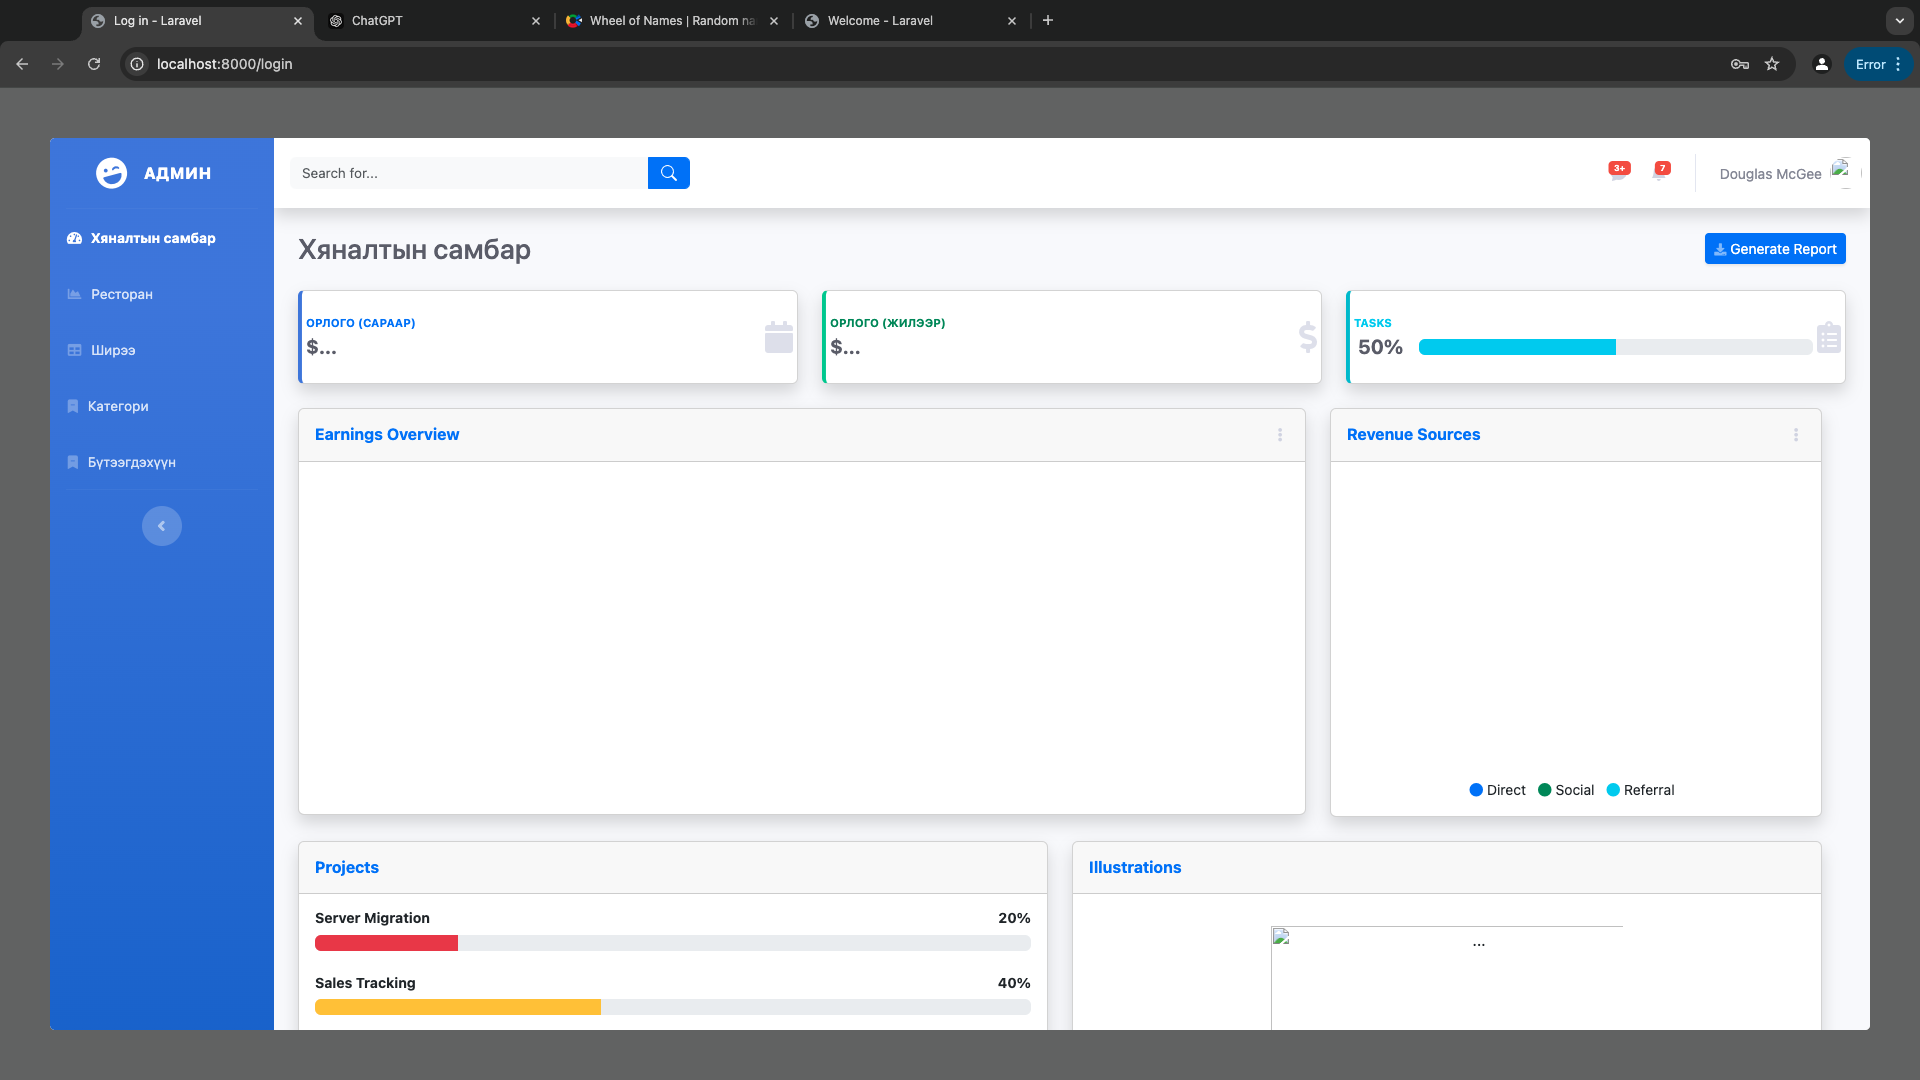 Log in - Laravel
ChatGPT
Wheel of Names | Random na
Welcome - Laravel
localhost:8000/login
Error
АДМИН
Search for...
3+
7
Douglas McGee
Хяналтын самбар
Ресторан
Ширээ
Категори
Бүтээгдэхүүн
Хяналтын самбар
Generate Report
ОРЛОГО (САРААР)
$...
ОРЛОГО (ЖИЛЭЭР)
$...
TASKS
50%
Earnings Overview
Revenue Sources
Direct
Social
Referral
Projects
Server Migration
20%
Sales Tracking
40%
Illustrations
...